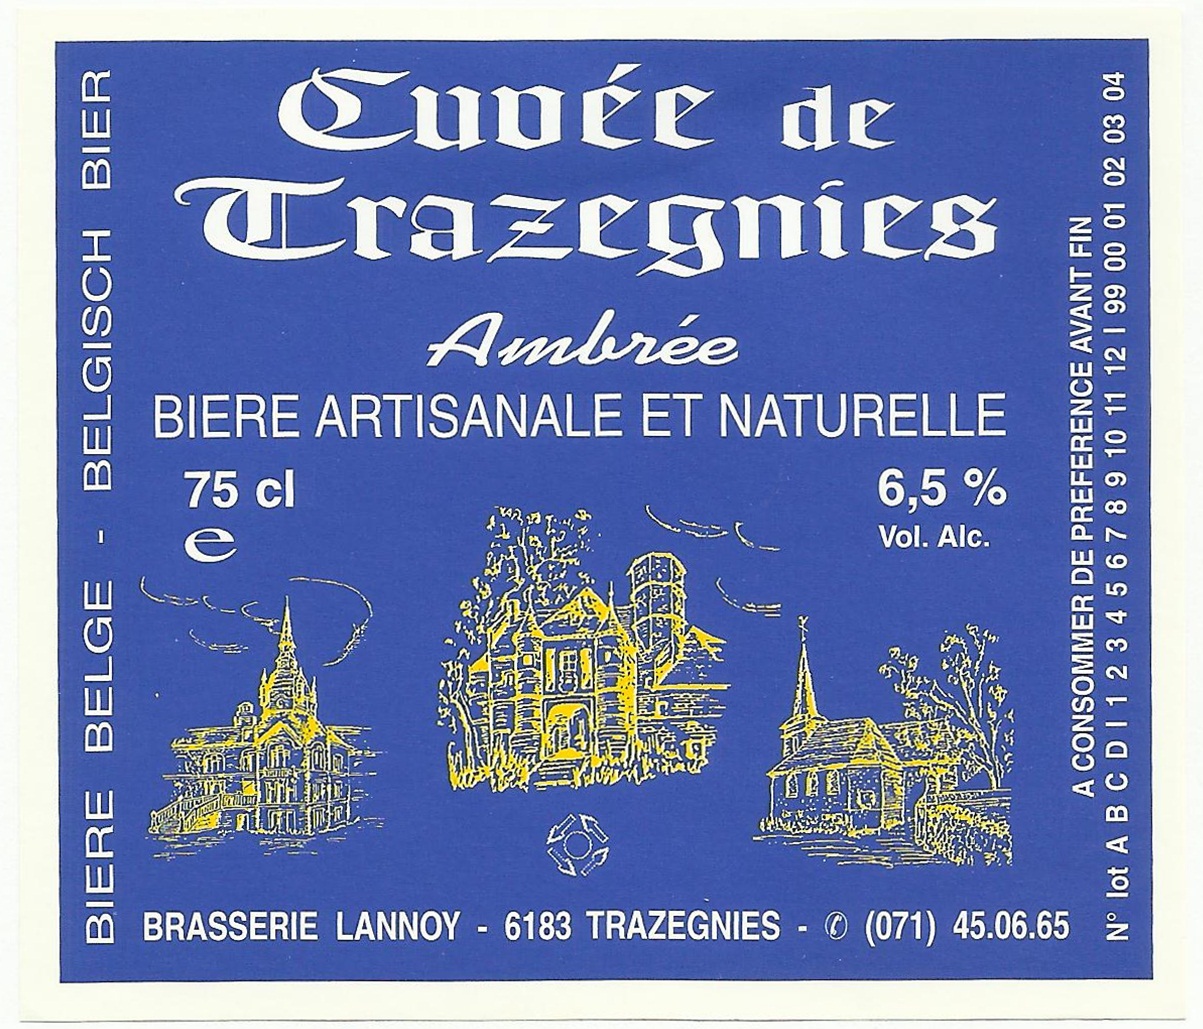 Cuvée de
Trazegnies
Ambrée
BIERE ARTISANALE ET NATURELLE
75 cl
e
6,5 %
Vol. Alc.
BRASSERIE LANNOY - 6183 TRAZEGNIES - ✆ (071) 45.06.65
BIERE BELGE - BELGISCH BIER
A CONSOMMER DE PREFERENCE AVANT FIN
N° lot A B C D I 1 2 3 4 5 6 7 8 9 10 11 12 I 99 00 01 02 03 04